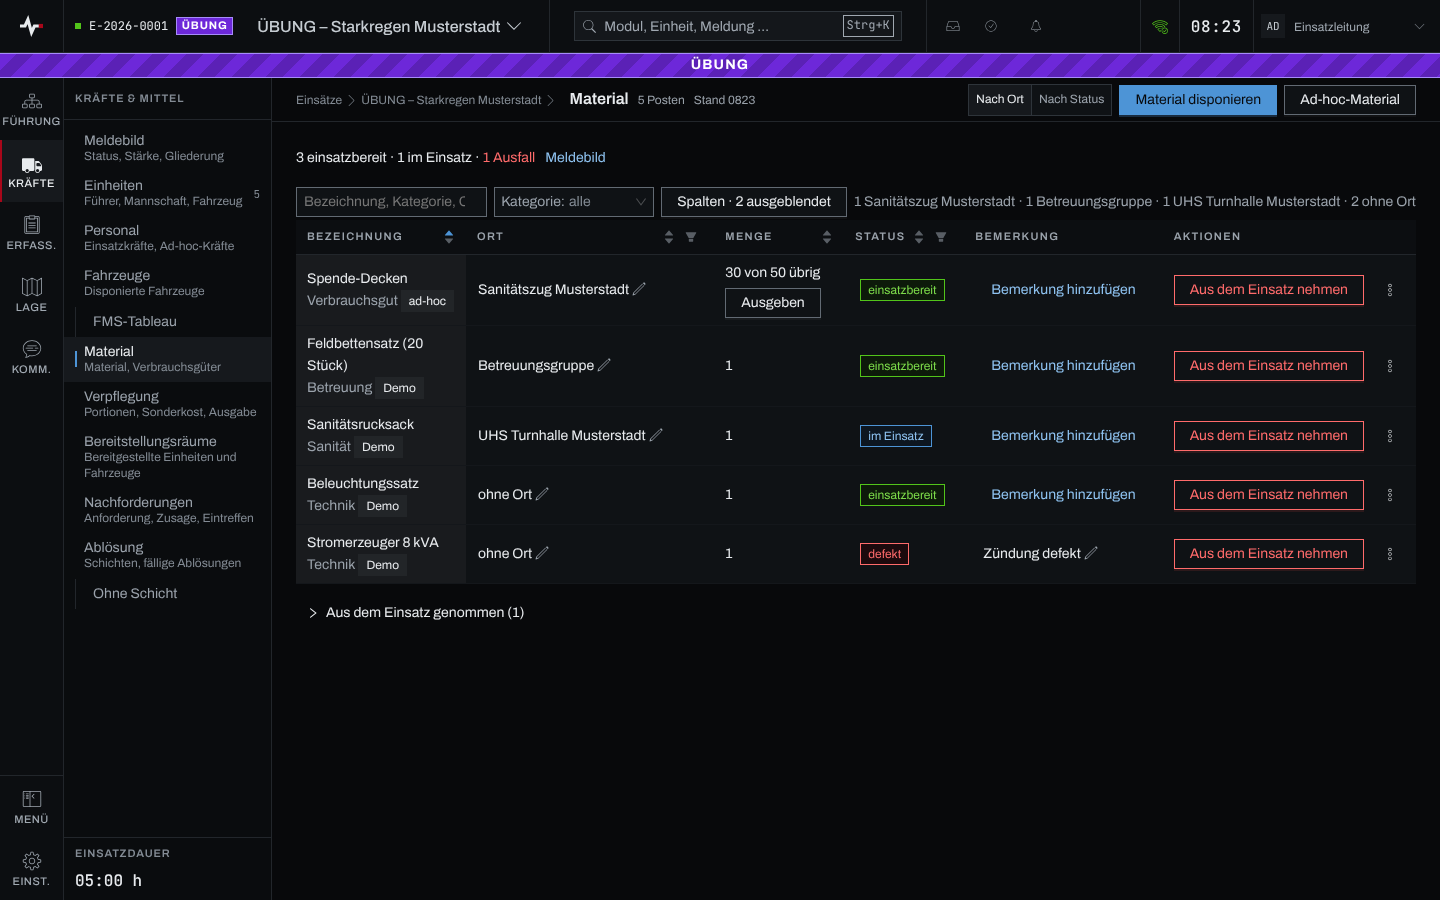 E-2026-0001 ÜBUNG ÜBUNG – Starkregen Musterstadt
Modul, Einheit, Meldung ... Strg+K
08:23
AD Einsatzleitung
ÜBUNG
FÜHRUNG
KRÄFTE
ERFASS.
LAGE
KOMM.
MENÜ
EINST.
KRÄFTE & MITTEL
Meldebild
Status, Stärke, Gliederung
Einheiten
Führer, Mannschaft, Fahrzeug
5
Personal
Einsatzkräfte, Ad-hoc-Kräfte
Fahrzeuge
Disponierte Fahrzeuge
FMS-Tableau
Material
Material, Verbrauchsgüter
Verpflegung
Portionen, Sonderkost, Ausgabe
Bereitstellungsräume
Bereitgestellte Einheiten und
Fahrzeuge
Nachforderungen
Anforderung, Zusage, Eintreffen
Ablösung
Schichten, fällige Ablösungen
Ohne Schicht
EINSATZDAUER
05:00 h
Einsätze ÜBUNG – Starkregen Musterstadt Material 5 Posten Stand 0823
Nach Ort Nach Status Material disponieren Ad-hoc-Material
3 einsatzbereit · 1 im Einsatz · 1 Ausfall Meldebild
Bezeichnung, Kategorie, Kategorie: alle Spalten · 2 ausgeblendet 1 Sanitätszug Musterstadt · 1 Betreuungsgruppe · 1 UHS Turnhalle Musterstadt · 2 ohne Ort
BEZEICHNUNG ORT MENGE STATUS BEMERKUNG AKTIONEN
Spende-Decken
Verbrauchsgut ad-hoc
Sanitätszug Musterstadt
30 von 50 übrig
Ausgeben
einsatzbereit
Bemerkung hinzufügen
Aus dem Einsatz nehmen
Feldbettensatz (20
Stück)
Betreuung Demo
Betreuungsgruppe
1
einsatzbereit
Bemerkung hinzufügen
Aus dem Einsatz nehmen
Sanitätsrucksack
Sanität Demo
UHS Turnhalle Musterstadt
1
im Einsatz
Bemerkung hinzufügen
Aus dem Einsatz nehmen
Beleuchtungssatz
Technik Demo
ohne Ort
1
einsatzbereit
Bemerkung hinzufügen
Aus dem Einsatz nehmen
Stromerzeuger 8 kVA
Technik Demo
ohne Ort
1
defekt
Zündung defekt
Aus dem Einsatz nehmen
Aus dem Einsatz genommen (1)